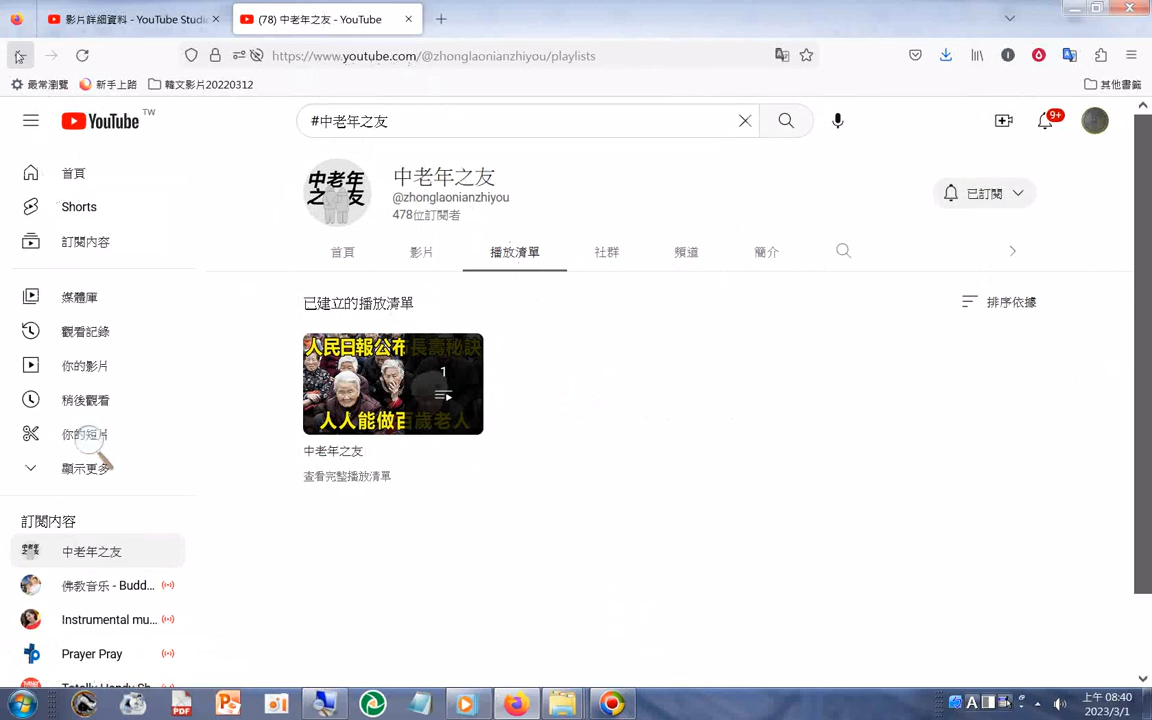 影片詳細資料 - YouTube Studi
(78) 中老年之友 - YouTube
https://www.youtube.com/@zhonglaonianzhiyou/playlists
最常瀏覽
新手上路
韓文影片20220312
其他書籤
YouTube
TW
#中老年之友
9+
首頁
Shorts
訂閱內容
媒體庫
觀看記錄
你的影片
稍後觀看
你的短片
顯示更多
訂閱內容
中老年之友
佛教音乐 - Budd...
Instrumental mu...
Prayer Pray
中老年
之友
中老年之友
@zhonglaonianzhiyou
478位訂閱者
已訂閱
首頁
影片
播放清單
社群
頻道
簡介
已建立的播放清單
排序依據
人民日報公布長壽秘訣
1
人人能做百歲老人
中老年之友
查看完整播放清單
PDF
A
上午 08:40
2023/3/1